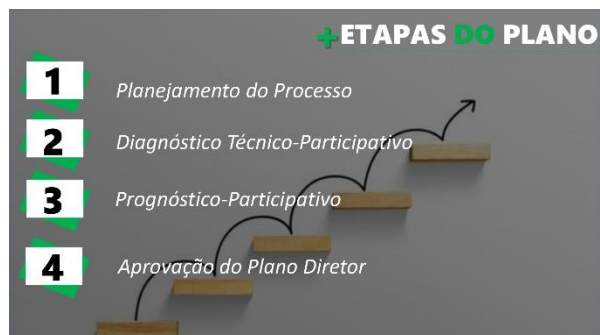 +ETAPAS DO PLANO
1 Planejamento do Processo
2 Diagnóstico Técnico-Participativo
3 Prognóstico-Participativo
4 Aprovação do Plano Diretor